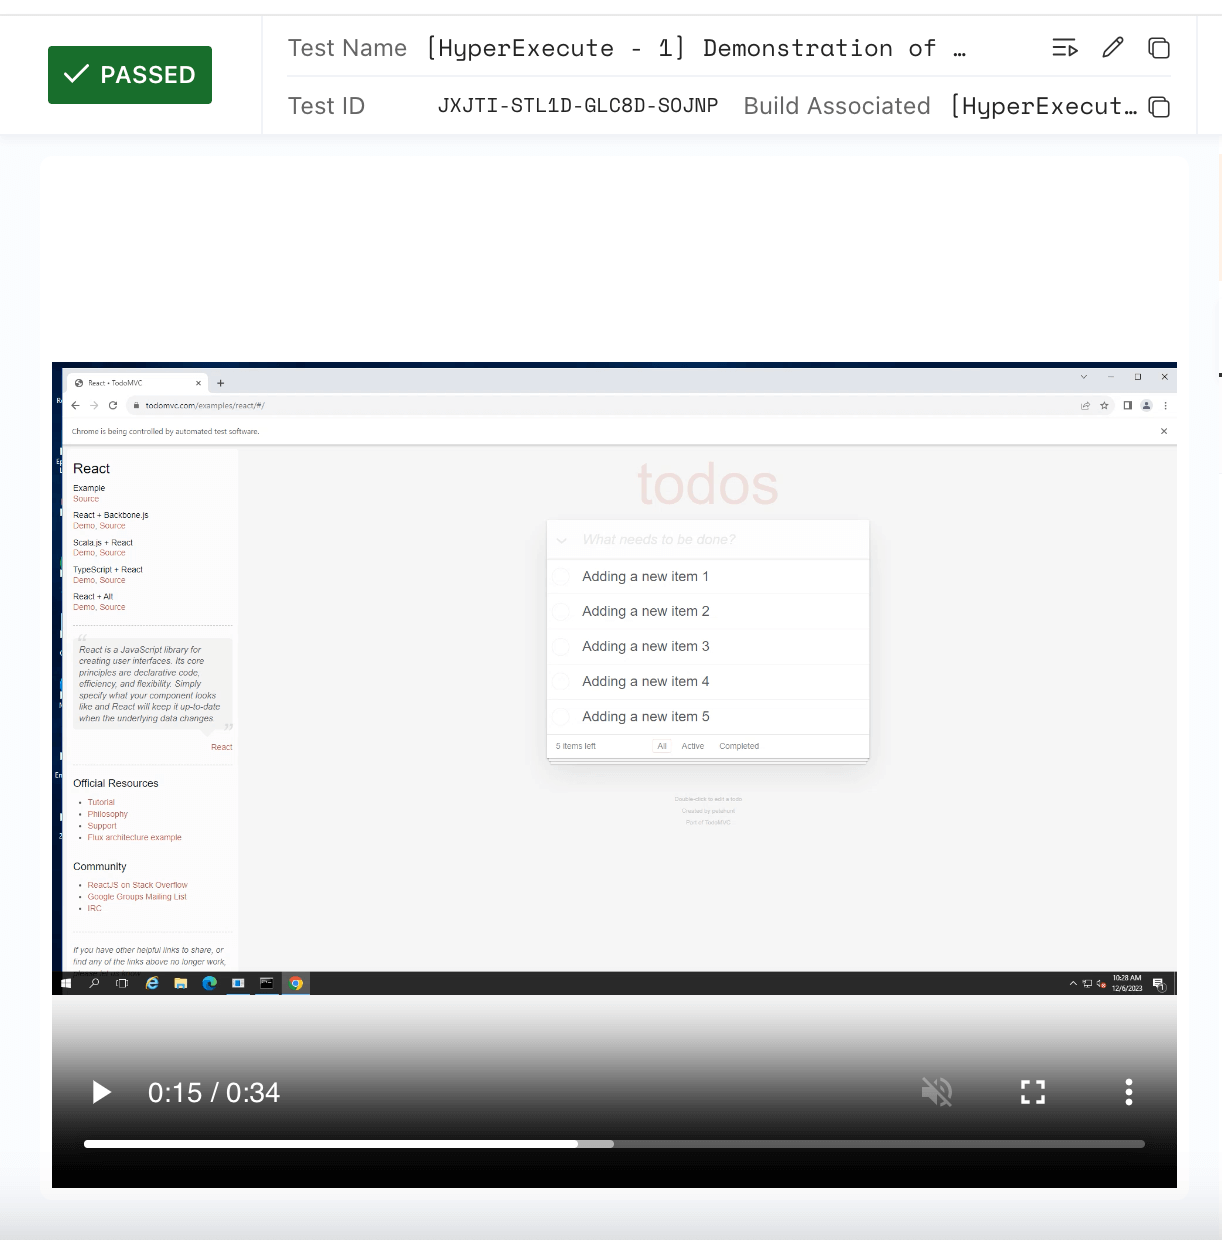 PASSED
Test Name [HyperExecute - 1] Demonstration of …
Test ID JXJTI-STL1D-GLC8D-SOJNP Build Associated [HyperExecut…
React • TodoMVC
todomvc.com/examples/react/#/
Chrome is being controlled by automated test software.
React
Example
Source
React + Backbone.js
Demo, Source
Scala.js + React
Demo, Source
TypeScript + React
Demo, Source
React + Alt
Demo, Source
“
React is a JavaScript library for
creating user interfaces. Its core
principles are declarative code,
efficiency, and flexibility. Simply
specify what your component looks
like and React will keep it up-to-date
when the underlying data changes
”
React
Official Resources
• Tutorial
• Philosophy
• Support
• Flux architecture example
Community
• ReactJS on Stack Overflow
• Google Groups Mailing List
• IRC
If you have other helpful links to share, or
find any of the links above no longer work,
todos
What needs to be done?
Adding a new item 1
Adding a new item 2
Adding a new item 3
Adding a new item 4
Adding a new item 5
5 items left All Active Completed
Double-click to edit a todo
Created by petehunt
Part of TodoMVC
10:28 AM
12/6/2023
0:15 / 0:34